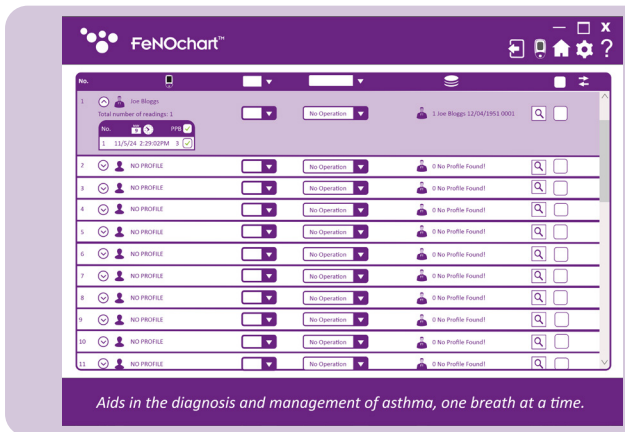 FeNOchart™
?
No.
1 Joe Bloggs
Total number of readings: 1
No Operation
1 Joe Bloggs 12/04/1951 0001
No. PPB
1 11/5/24 2:29:02PM 3
2 NO PROFILE No Operation 0 No Profile Found!
3 NO PROFILE No Operation 0 No Profile Found!
4 NO PROFILE No Operation 0 No Profile Found!
5 NO PROFILE No Operation 0 No Profile Found!
6 NO PROFILE No Operation 0 No Profile Found!
7 NO PROFILE No Operation 0 No Profile Found!
8 NO PROFILE No Operation 0 No Profile Found!
9 NO PROFILE No Operation 0 No Profile Found!
10 NO PROFILE No Operation 0 No Profile Found!
11 NO PROFILE No Operation 0 No Profile Found!
Aids in the diagnosis and management of asthma, one breath at a time.